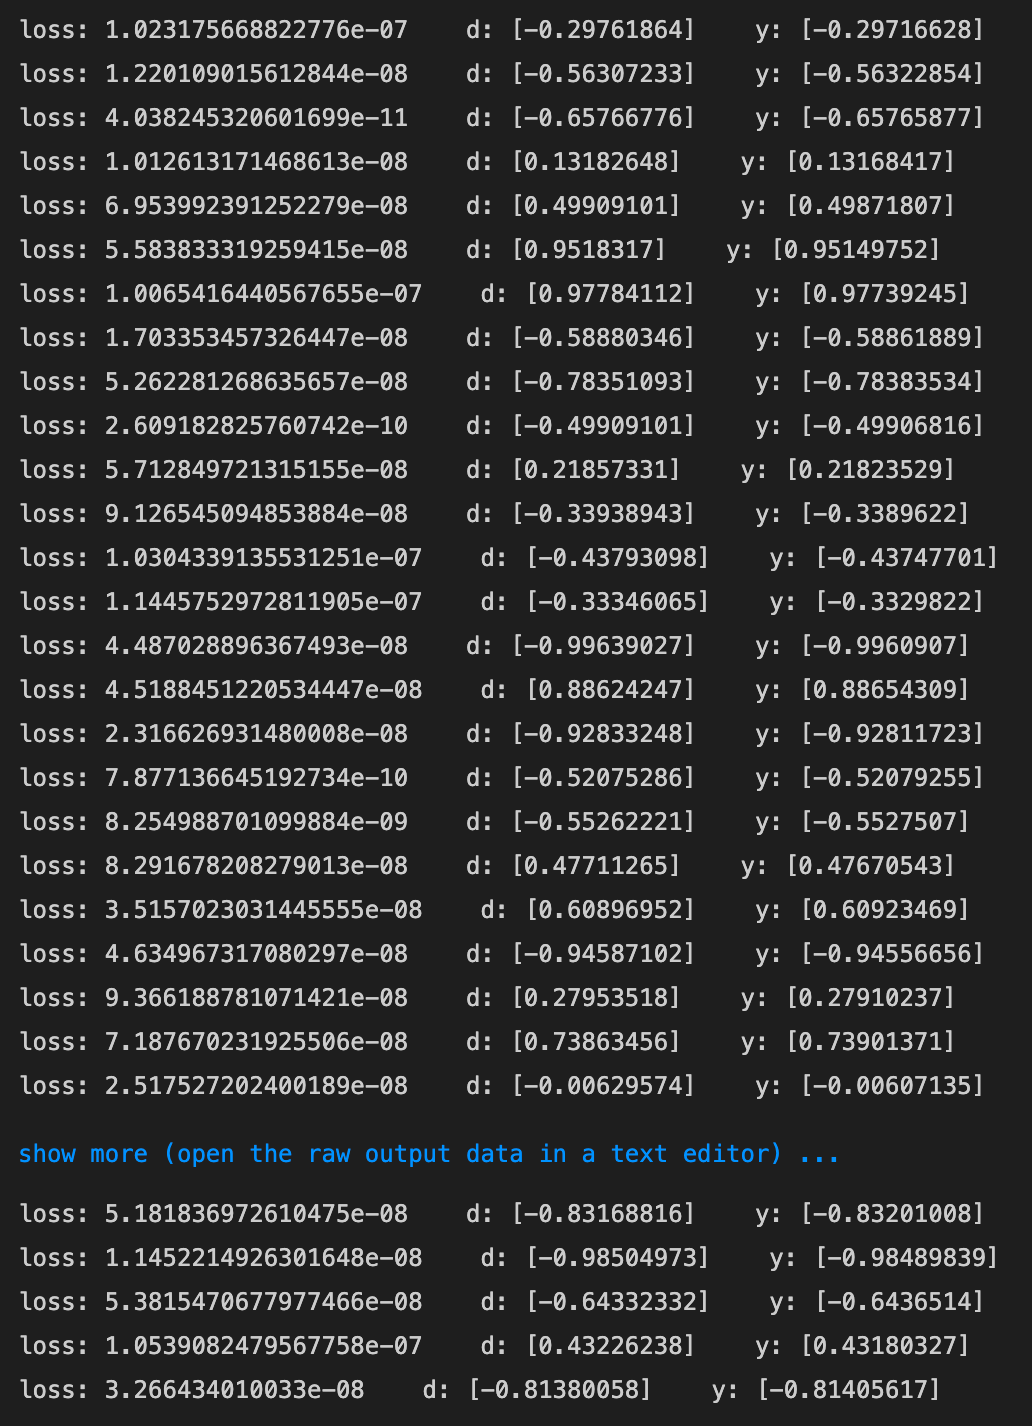 loss: 1.023175668822776e-07    d: [-0.29761864]    y: [-0.29716628]
loss: 1.220109015612844e-08    d: [-0.56307233]    y: [-0.56322854]
loss: 4.038245320601699e-11    d: [-0.65766776]    y: [-0.65765877]
loss: 1.012613171468613e-08    d: [0.13182648]    y: [0.13168417]
loss: 6.953992391252279e-08    d: [0.49909101]    y: [0.49871807]
loss: 5.583833319259415e-08    d: [0.9518317]    y: [0.95149752]
loss: 1.0065416440567655e-07    d: [0.97784112]    y: [0.97739245]
loss: 1.703353457326447e-08    d: [-0.58880346]    y: [-0.58861889]
loss: 5.262281268635657e-08    d: [-0.78351093]    y: [-0.78383534]
loss: 2.609182825760742e-10    d: [-0.49909101]    y: [-0.49906816]
loss: 5.712849721315155e-08    d: [0.21857331]    y: [0.21823529]
loss: 9.126545094853884e-08    d: [-0.33938943]    y: [-0.3389622]
loss: 1.0304339135531251e-07    d: [-0.43793098]    y: [-0.43747701]
loss: 1.1445752972811905e-07    d: [-0.33346065]    y: [-0.3329822]
loss: 4.487028896367493e-08    d: [-0.99639027]    y: [-0.9960907]
loss: 4.5188451220534447e-08    d: [0.88624247]    y: [0.88654309]
loss: 2.316626931480008e-08    d: [-0.92833248]    y: [-0.92811723]
loss: 7.877136645192734e-10    d: [-0.52075286]    y: [-0.52079255]
loss: 8.254988701099884e-09    d: [-0.55262221]    y: [-0.5527507]
loss: 8.291678208279013e-08    d: [0.47711265]    y: [0.47670543]
loss: 3.5157023031445555e-08    d: [0.60896952]    y: [0.60923469]
loss: 4.634967317080297e-08    d: [-0.94587102]    y: [-0.94556656]
loss: 9.366188781071421e-08    d: [0.27953518]    y: [0.27910237]
loss: 7.187670231925506e-08    d: [0.73863456]    y: [0.73901371]
loss: 2.517527202400189e-08    d: [-0.00629574]    y: [-0.00607135]
show more (open the raw output data in a text editor) ...
loss: 5.181836972610475e-08    d: [-0.83168816]    y: [-0.83201008]
loss: 1.1452214926301648e-08    d: [-0.98504973]    y: [-0.98489839]
loss: 5.3815470677977466e-08    d: [-0.64332332]    y: [-0.6436514]
loss: 1.0539082479567758e-07    d: [0.43226238]    y: [0.43180327]
loss: 3.266434010033e-08    d: [-0.81380058]    y: [-0.81405617]